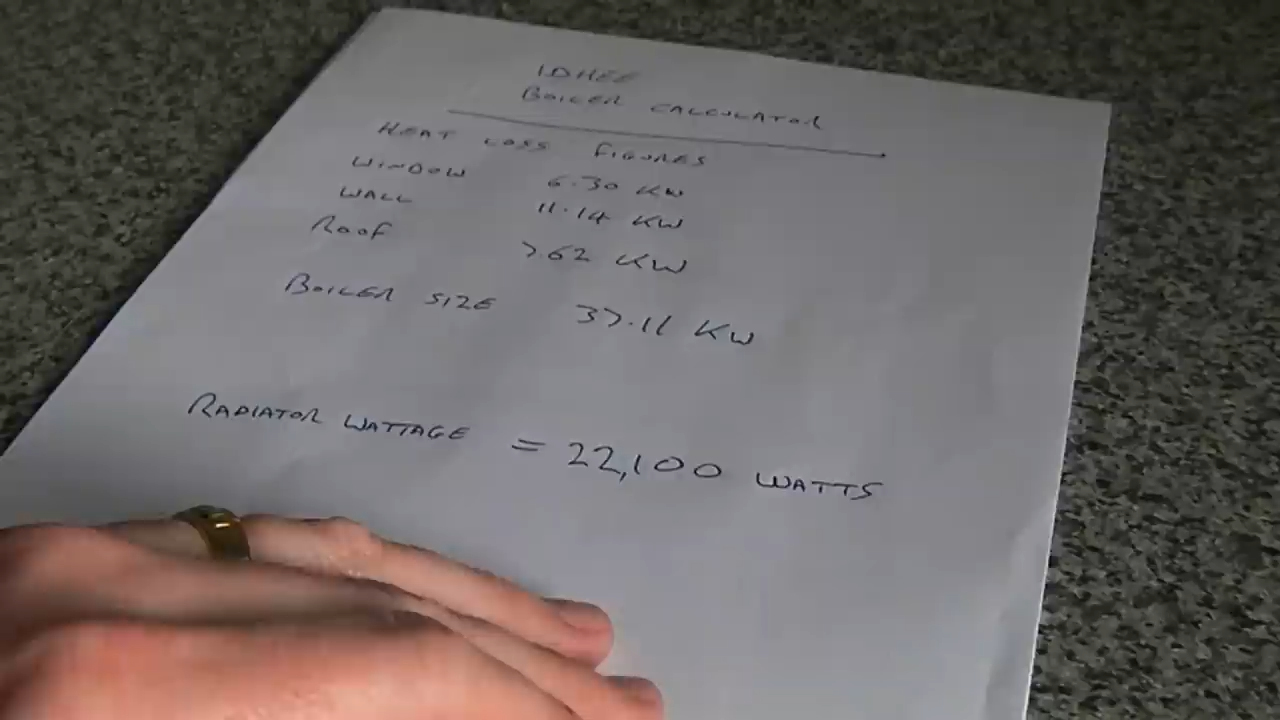 IDHEE
BOILER CALCULATOR
HEAT LOSS FIGURES
WINDOW 6.30 KW
WALL 11.14 KW
ROOF 7.62 KW
BOILER SIZE 37.11 KW
RADIATOR WATTAGE = 22,100 WATTS